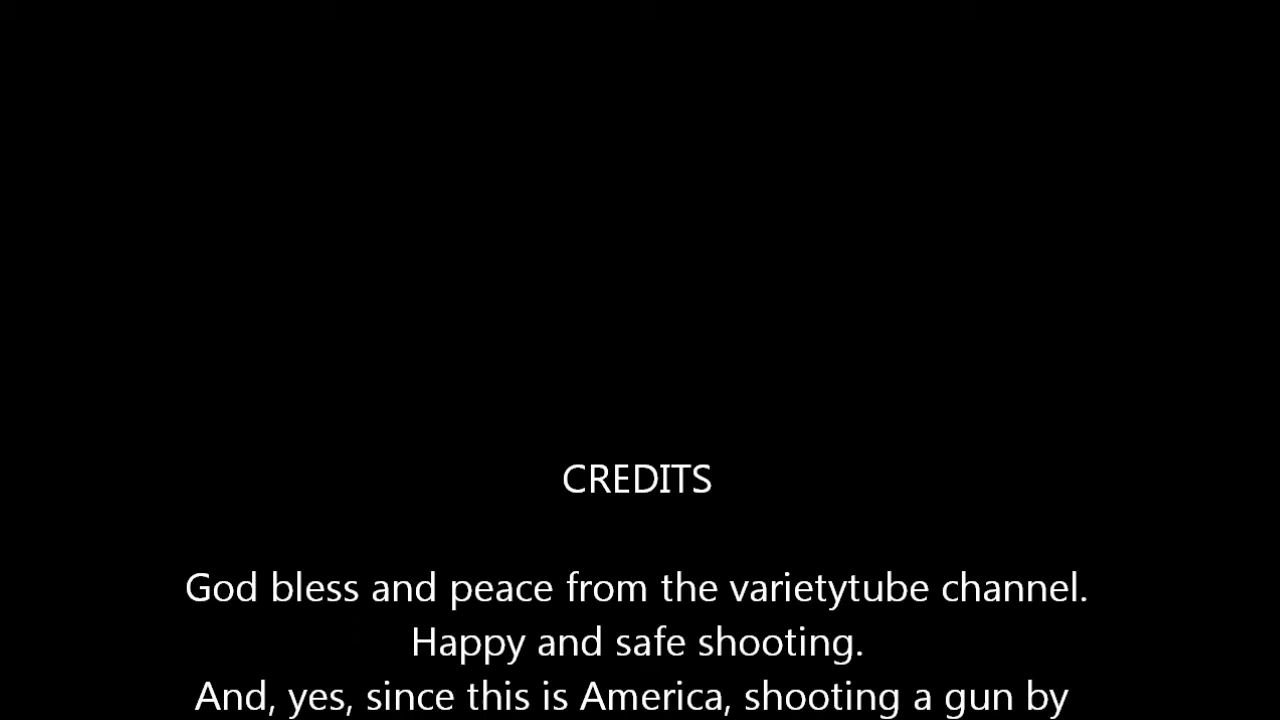 CREDITS
God bless and peace from the varietytube channel.
Happy and safe shooting.
And, yes, since this is America, shooting a gun by